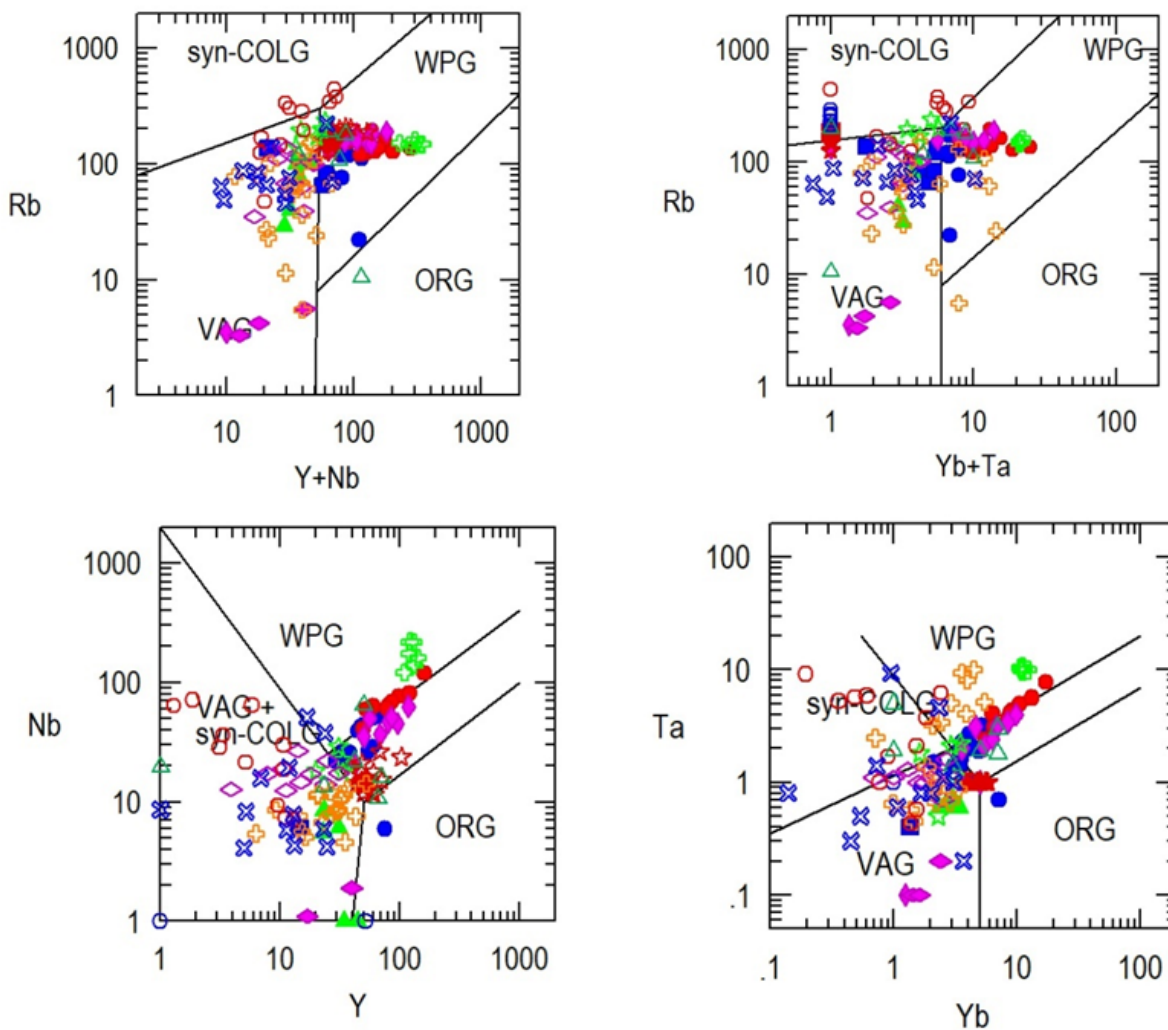 1000
syn-COLG
WPG
100
Rb
10
ORG
VAG
1
10
100
1000
Y+Nb
1000
syn-COLG
WPG
100
Rb
10
ORG
VAG
1
1
10
100
Yb+Ta
1000
WPG
100
Nb
VAG +
syn-COLG
10
ORG
1
1
10
100
1000
Y
100
WPG
10
syn-COLG
Ta
1
ORG
VAG
.1
.1
1
10
100
Yb